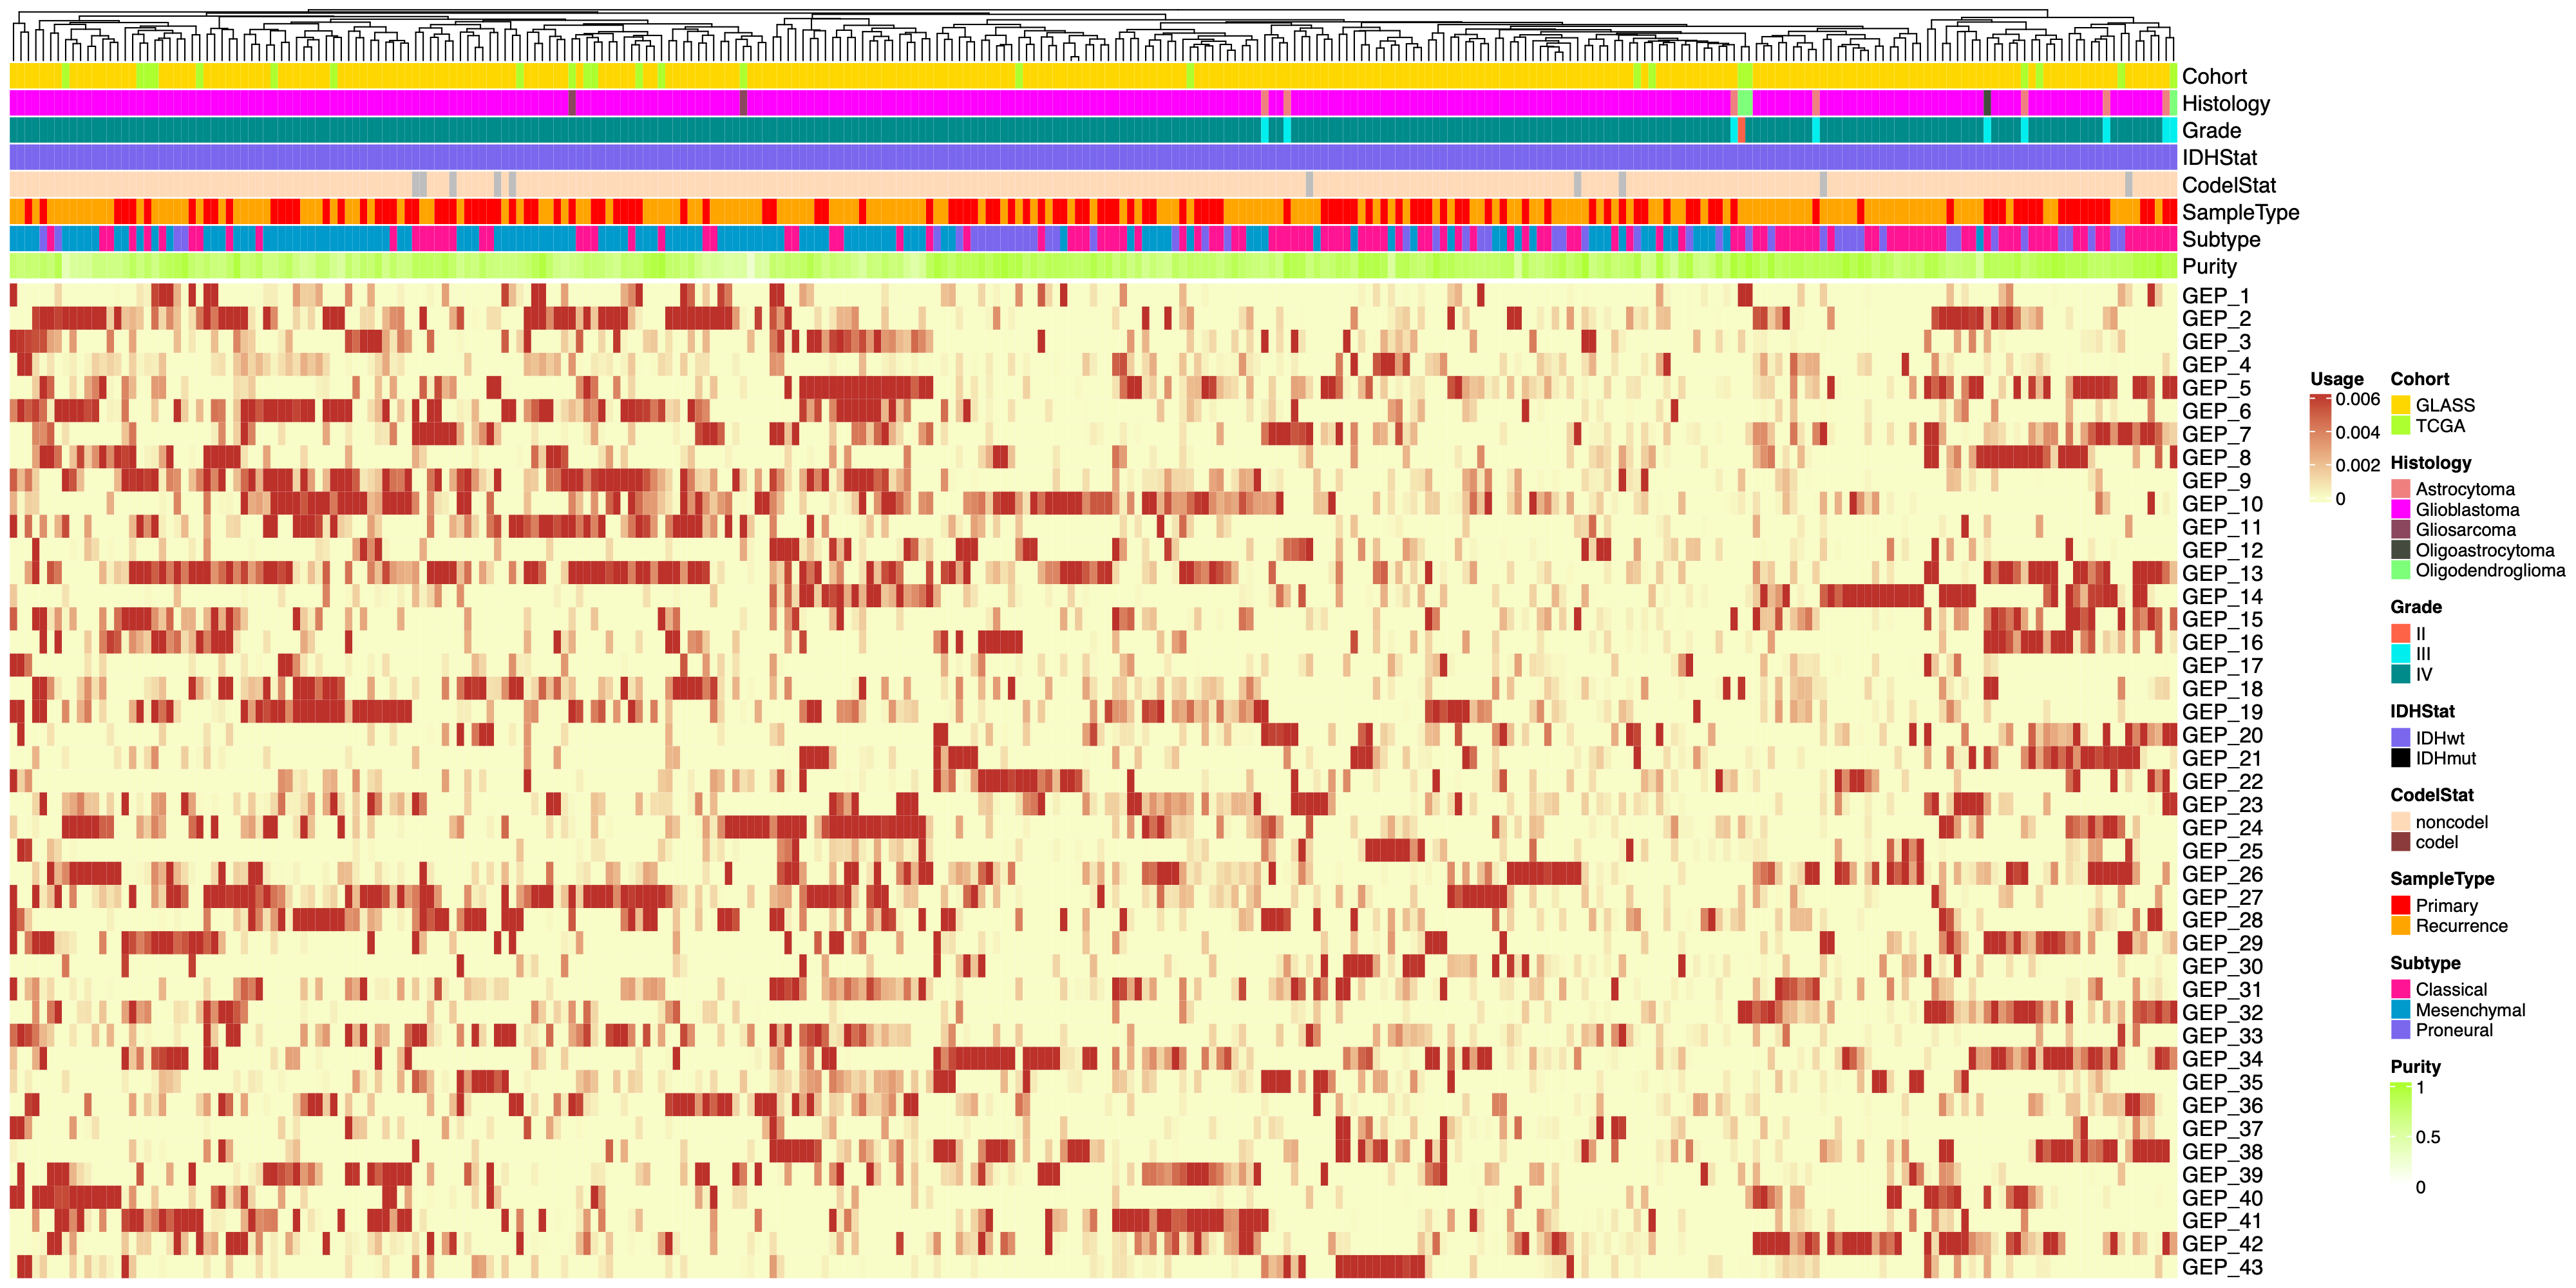 Cohort
Histology
Grade
IDHStat
CodelStat
SampleType
Subtype
Purity
GEP_1
GEP_2
GEP_3
GEP_4
GEP_5
GEP_6
GEP_7
GEP_8
GEP_9
GEP_10
GEP_11
GEP_12
GEP_13
GEP_14
GEP_15
GEP_16
GEP_17
GEP_18
GEP_19
GEP_20
GEP_21
GEP_22
GEP_23
GEP_24
GEP_25
GEP_26
GEP_27
GEP_28
GEP_29
GEP_30
GEP_31
GEP_32
GEP_33
GEP_34
GEP_35
GEP_36
GEP_37
GEP_38
GEP_39
GEP_40
GEP_41
GEP_42
GEP_43
Usage
0.006
0.004
0.002
0
Cohort
GLASS
TCGA
Histology
Astrocytoma
Glioblastoma
Gliosarcoma
Oligoastrocytoma
Oligodendroglioma
Grade
II
III
IV
IDHStat
IDHwt
IDHmut
CodelStat
noncodel
codel
SampleType
Primary
Recurrence
Subtype
Classical
Mesenchymal
Proneural
Purity
1
0.5
0